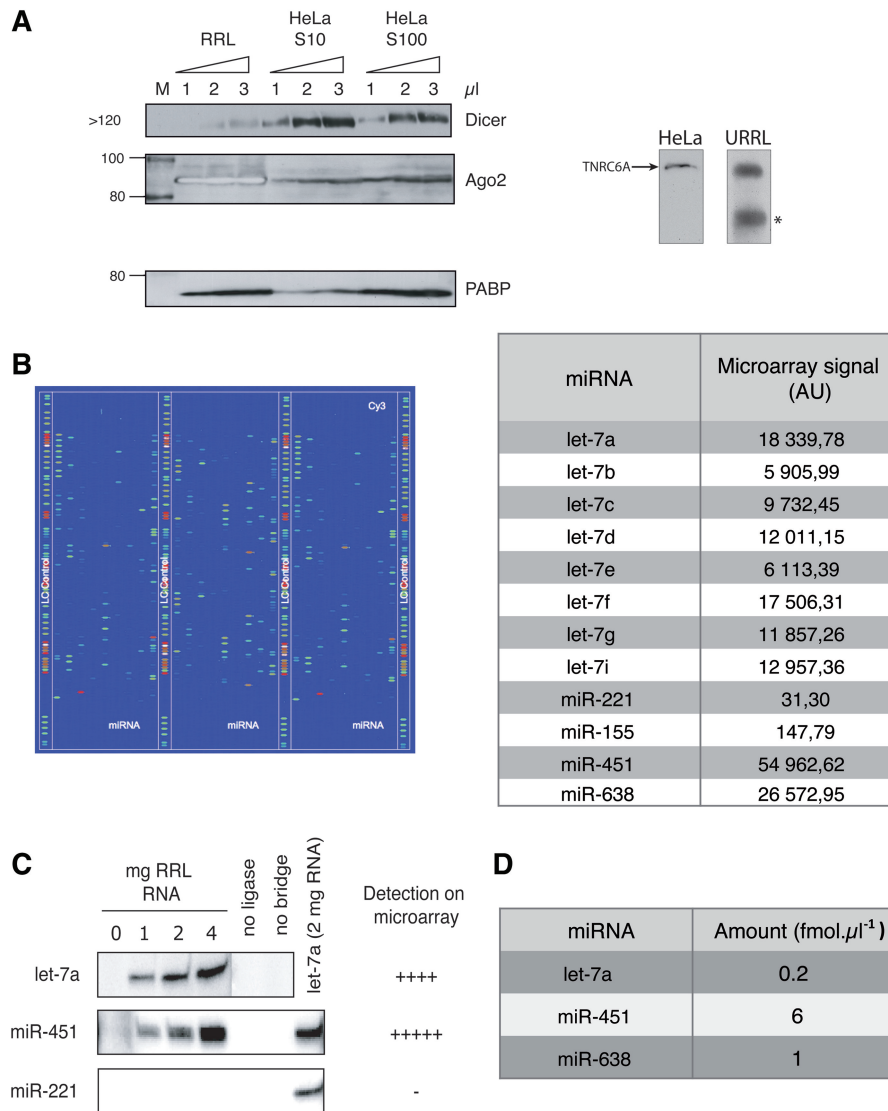 A
RRL
HeLa
S10
HeLa
S100
M 1 2 3 1 2 3 1 2 3 µl
>120
Dicer
100
80
Ago2
80
PABP
HeLa URRL
TNRC6A
*
B
Cy3
LC Control
LC Control
LC Control
LC Control
miRNA
miRNA
miRNA
miRNA Microarray signal (AU)
let-7a 18 339,78
let-7b 5 905,99
let-7c 9 732,45
let-7d 12 011,15
let-7e 6 113,39
let-7f 17 506,31
let-7g 11 857,26
let-7i 12 957,36
miR-221 31,30
miR-155 147,79
miR-451 54 962,62
miR-638 26 572,95
C
mg RRL
RNA
0 1 2 4
no ligase
no bridge
let-7a (2 mg RNA)
Detection on
microarray
let-7a ++++
miR-451 +++++
miR-221 -
D
miRNA Amount (fmol.µl-1)
let-7a 0.2
miR-451 6
miR-638 1